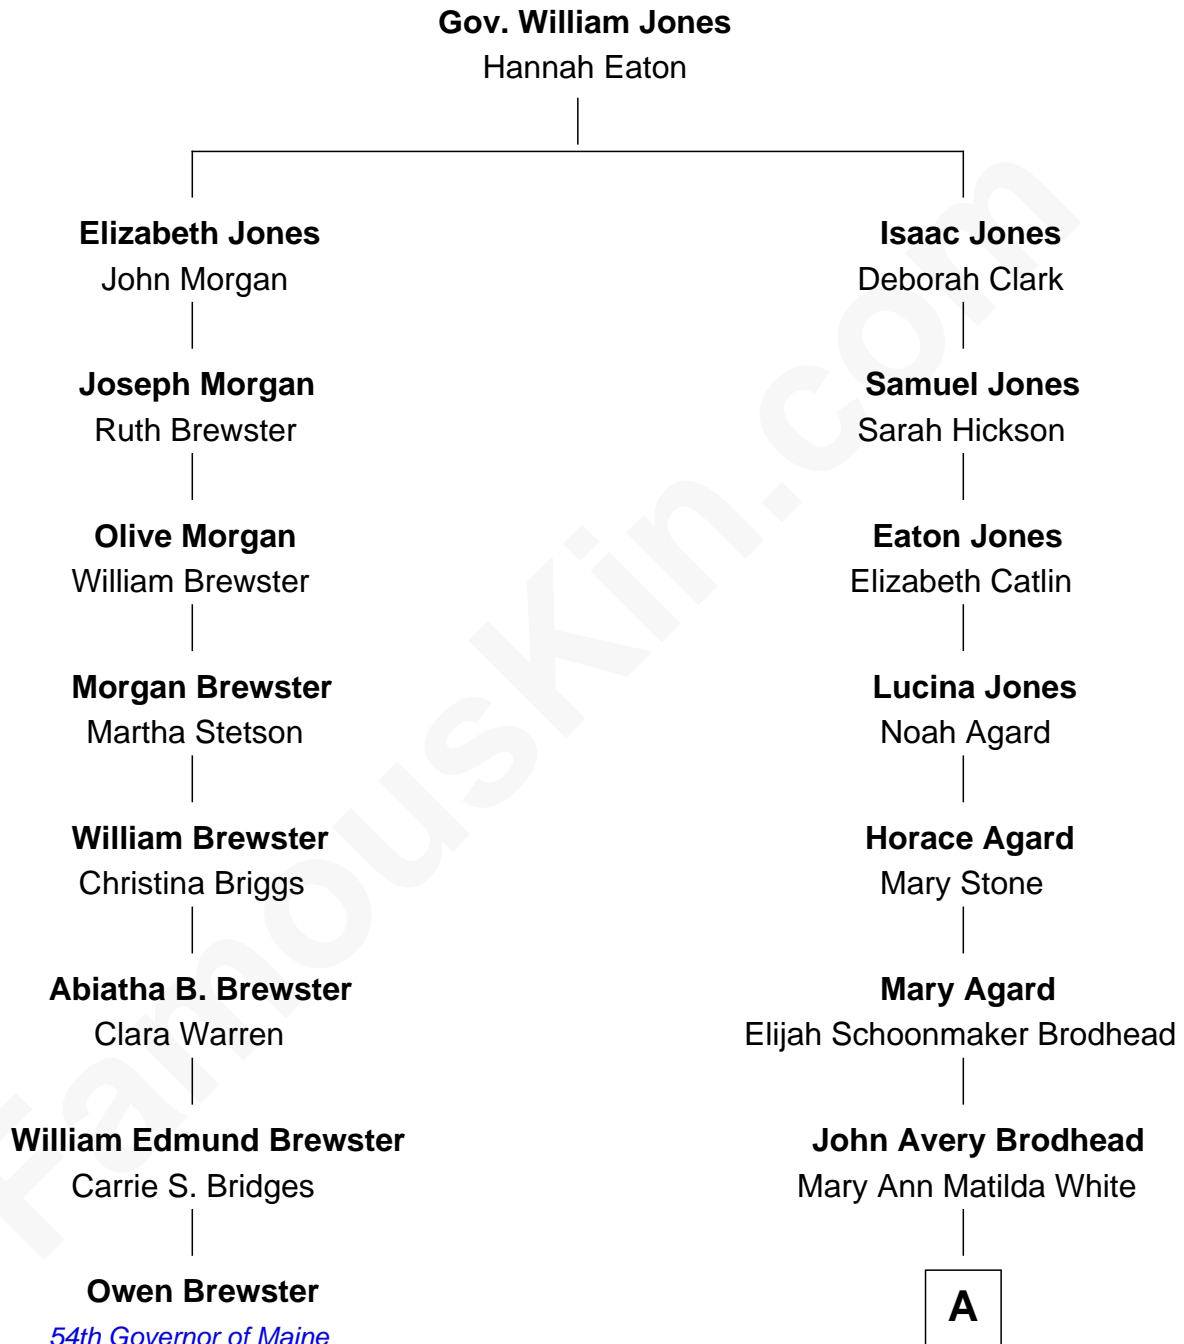 Gov. William Jones
Hannah Eaton
Elizabeth Jones
John Morgan
Isaac Jones
Deborah Clark
Joseph Morgan
Ruth Brewster
Samuel Jones
Sarah Hickson
Olive Morgan
William Brewster
Eaton Jones
Elizabeth Catlin
Morgan Brewster
Martha Stetson
Lucina Jones
Noah Agard
William Brewster
Christina Briggs
Horace Agard
Mary Stone
Abiatha B. Brewster
Clara Warren
Mary Agard
Elijah Schoonmaker Brodhead
William Edmund Brewster
Carrie S. Bridges
John Avery Brodhead
Mary Ann Matilda White
Owen Brewster
54th Governor of Maine
A
FamousKin.com